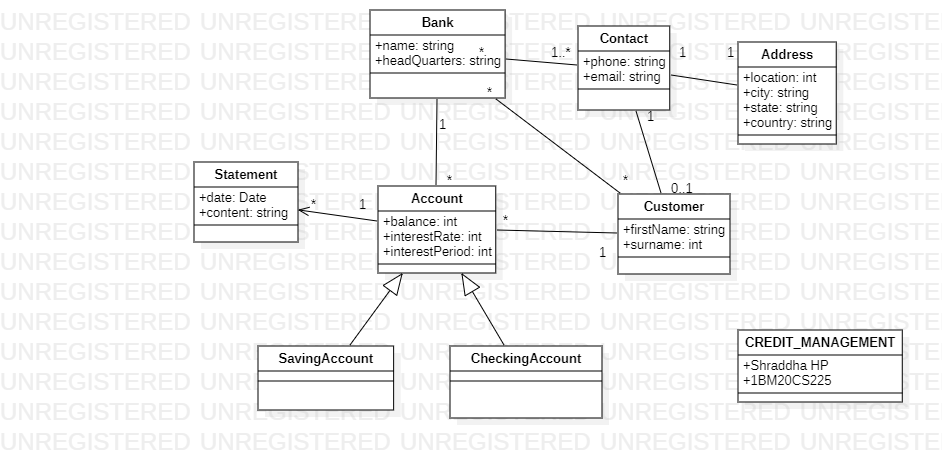 Bank
+name: string
+headQuarters: string
*
*
1..*
Contact
+phone: string
+email: string
1
1
Address
+location: int
+city: string
+state: string
+country: string
1
*
*
1
0..1
Statement
+date: Date
+content: string
*
1
Account
+balance: int
+interestRate: int
+interestPeriod: int
*
1
Customer
+firstName: string
+surname: int
SavingAccount
CheckingAccount
CREDIT_MANAGEMENT
+Shraddha HP
+1BM20CS225
UNREGISTERED UNREGISTERED UNREGISTERED UNREGISTERED UNREGISTE